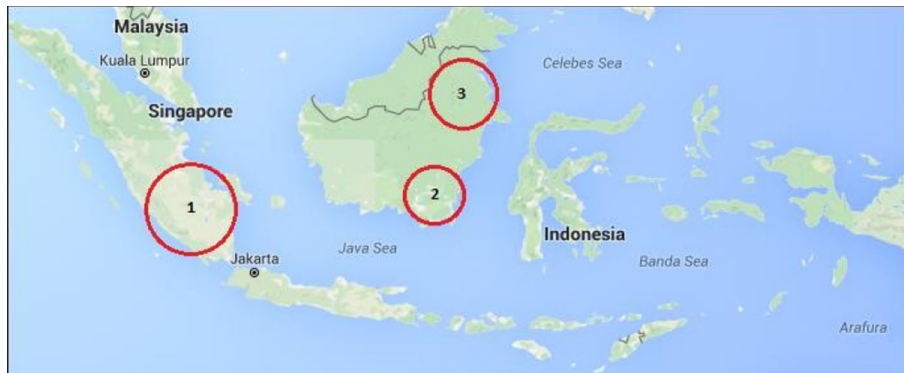 Malaysia
Kuala Lumpur
Singapore
Celebes Sea
3
1
2
Indonesia
Java Sea
Jakarta
Banda Sea
Arafura